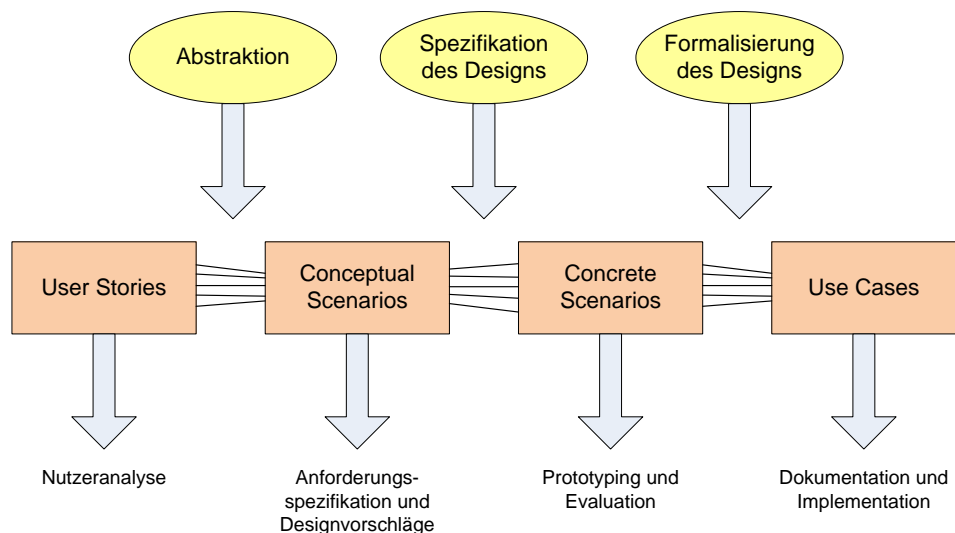 Abstraktion
Spezifikation
des Designs
Formalisierung
des Designs
User Stories
Conceptual
Scenarios
Concrete
Scenarios
Use Cases
Nutzeranalyse
Anforderungs-
spezifikation und
Designvorschläge
Prototyping und
Evaluation
Dokumentation und
Implementation